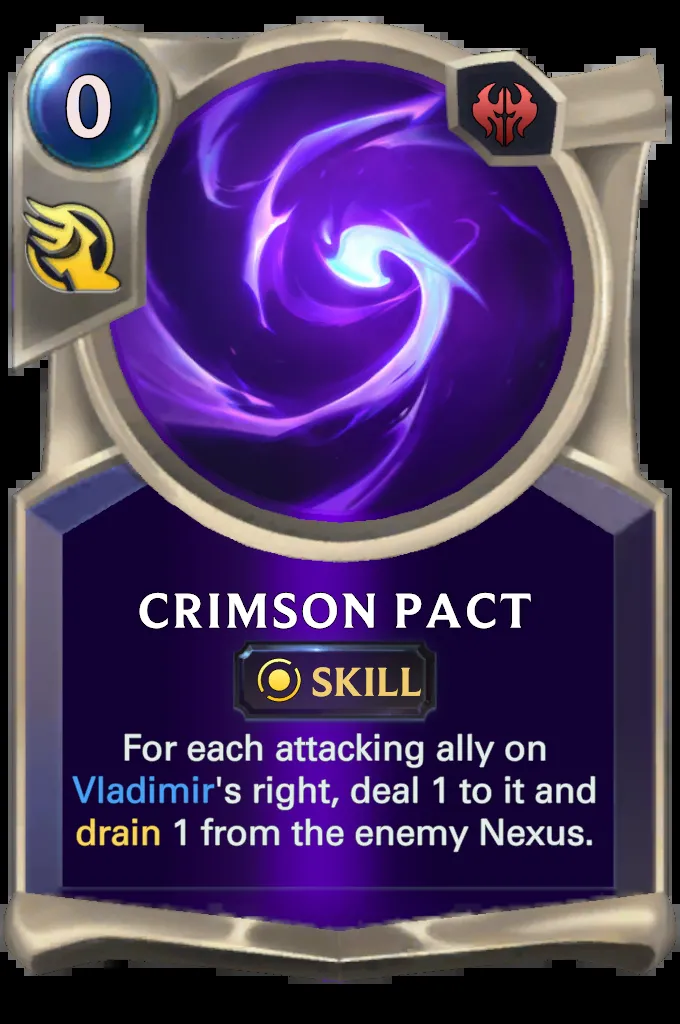 0
CRIMSON PACT
SKILL
For each attacking ally on
Vladimir's right, deal 1 to it and
drain 1 from the enemy Nexus.